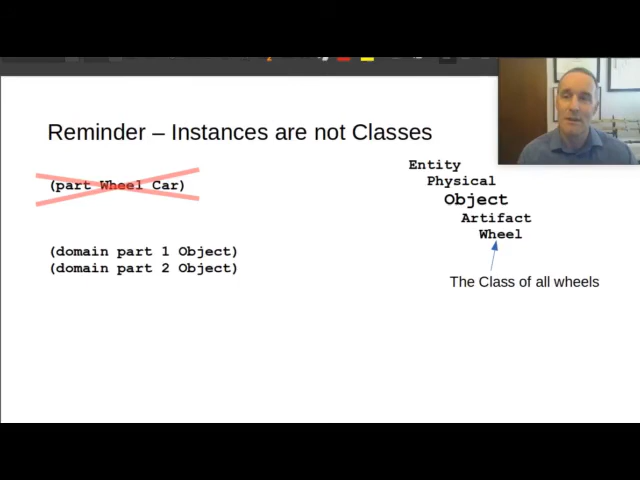 Reminder – Instances are not Classes
(part Wheel Car)
(domain part 1 Object)
(domain part 2 Object)
Entity
Physical
Object
Artifact
Wheel
The Class of all wheels